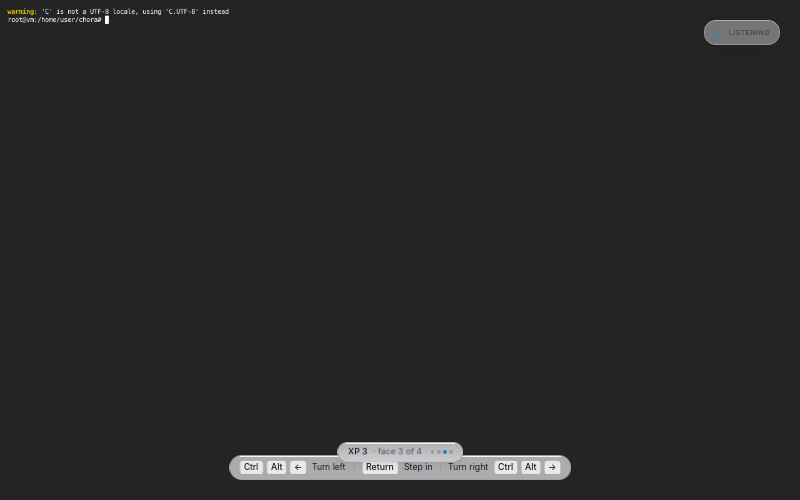 warning: 'C' is not a UTF-8 locale, using 'C.UTF-8' instead
root@vm:/home/user/chora#
LISTENING
XP 3 · face 3 of 4
Ctrl Alt ← Turn left Return Step in Turn right Ctrl Alt →